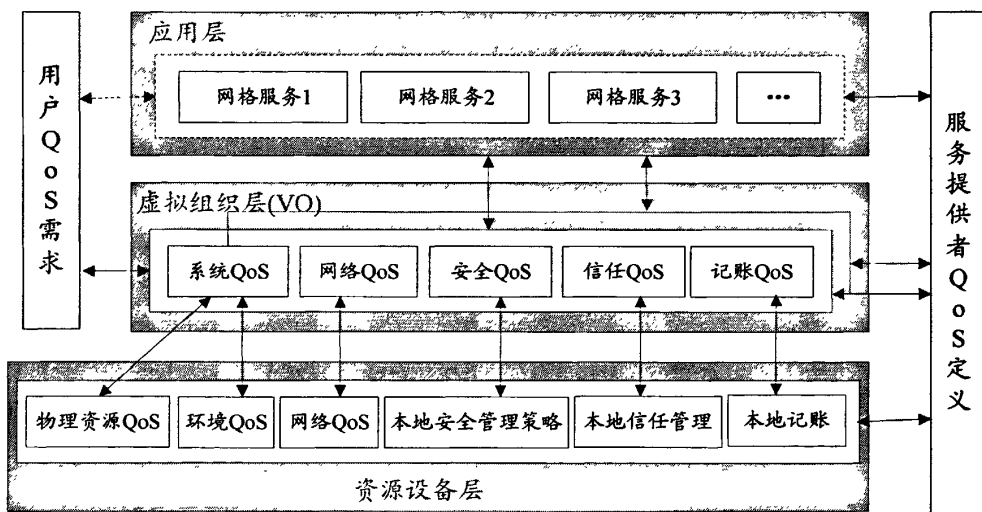 应用层
网格服务1
网格服务2
网格服务3
...
用户QoS需求
服务提供者QoS定义
虚拟组织层(VO)
系统QoS
网络QoS
安全QoS
信任QoS
记账QoS
物理资源QoS
环境QoS
网络QoS
本地安全管理策略
本地信任管理
本地记账
资源设备层